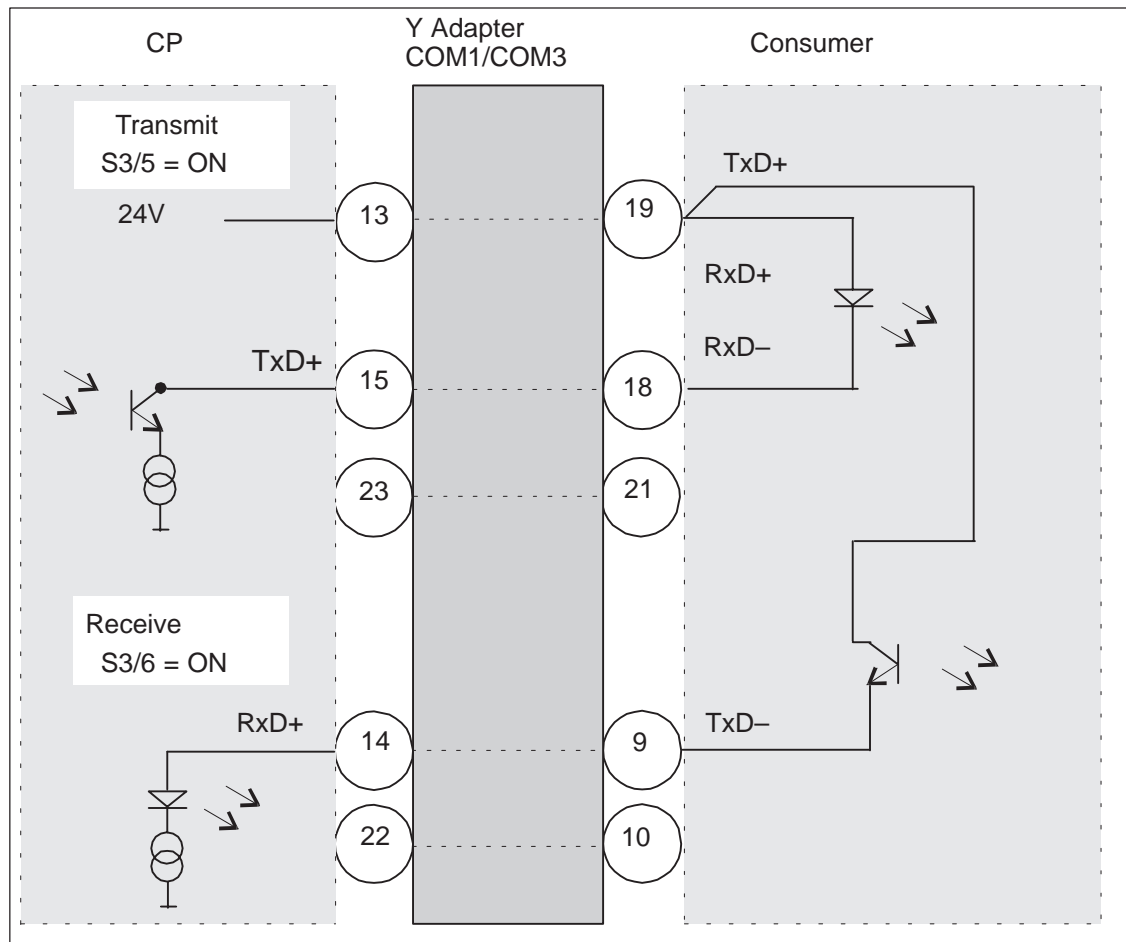 CP
Y Adapter
COM1/COM3
Consumer
Transmit
S3/5 = ON
24V
13
19
TxD+
RxD+
RxD–
TxD+
15
18
23
21
Receive
S3/6 = ON
RxD+
14
9
TxD–
22
10